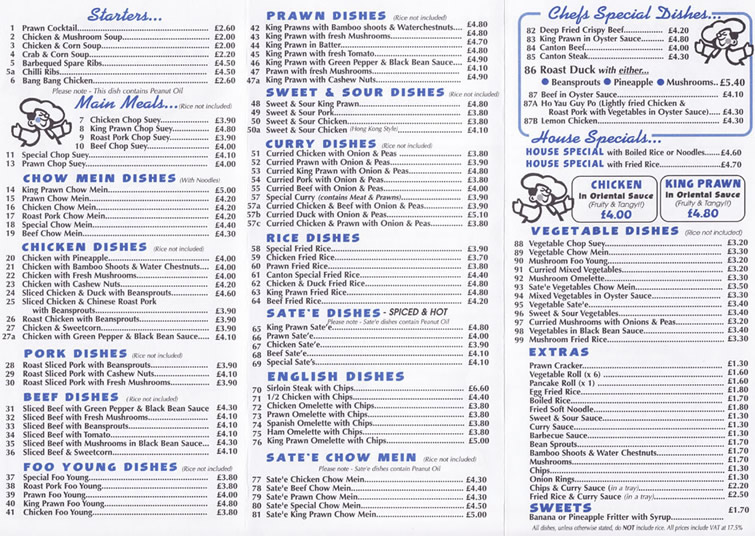 Starters...
1 Prawn Cocktail £2.60
2 Chicken & Mushroom Soup £2.00
3 Chicken & Corn Soup £2.00
4 Crab & Corn Soup £2.20
5 Barbequed Spare Ribs £4.50
5a Chilli Ribs £4.50
6 Bang Bang Chicken £2.60
Please note - This dish contains Peanut Oil
Main Meals... (Rice not included)
7 Chicken Chop Suey £3.90
8 King Prawn Chop Suey £4.80
9 Roast Pork Chop Suey £3.90
10 Beef Chop Suey £4.00
11 Special Chop Suey £4.10
13 Prawn Chop Suey £4.00
CHOW MEIN DISHES (With Noodles)
14 King Prawn Chow Mein £5.00
15 Prawn Chow Mein £4.20
16 Chicken Chow Mein £4.20
17 Roast Pork Chow Mein £4.20
18 Special Chow Mein £4.40
19 Beef Chow Mein £4.30
CHICKEN DISHES (Rice not included)
20 Chicken with Pineapple £4.00
21 Chicken with Bamboo Shoots & Water Chestnuts £4.00
22 Chicken with Fresh Mushrooms £4.00
23 Chicken with Cashew Nuts £4.20
24 Sliced Chicken & Duck with Beansprouts £4.60
25 Sliced Chicken & Chinese Roast Pork
with Beansprouts £3.90
26 Roast Chicken with Beansprouts £3.90
27 Chicken & Sweetcorn £3.90
27a Chicken with Green Pepper & Black Bean Sauce £4.10
PORK DISHES (Rice not included)
28 Roast Sliced Pork with Beansprouts £3.90
29 Roast Sliced Pork with Cashew Nuts £4.10
30 Roast Sliced Pork with Fresh Mushrooms £3.90
BEEF DISHES (Rice not included)
31 Sliced Beef with Green Pepper & Black Bean Sauce £4.30
32 Sliced Beef with Fresh Mushrooms £4.10
33 Sliced Beef with Beansprouts £4.10
34 Sliced Beef with Tomato £4.10
35 Sliced Beef with Mushrooms in Black Bean Sauce... £4.30
36 Sliced Beef & Sweetcorn £4.10
FOO YOUNG DISHES (Rice not included)
37 Special Foo Young £3.80
38 Roast Pork Foo Young £3.80
39 Prawn Foo Young £4.00
40 King Prawn Foo Young £4.80
41 Chicken Foo Young £3.80
PRAWN DISHES (Rice not included)
42 King Prawns with Bamboo shoots & Waterchestnuts £4.80
43 King Prawn with fresh Mushrooms £4.80
44 King Prawn in Batter £4.70
45 King Prawn with fresh Tomato £4.80
46 King Prawn with Green Pepper & Black Bean Sauce £4.90
47 Prawn with fresh Mushrooms £4.10
47a King Prawn with Cashew Nuts £4.90
SWEET & SOUR DISHES (Rice not included)
48 Sweet & Sour King Prawn £4.80
49 Sweet & Sour Pork £3.80
50 Sweet & Sour Chicken £3.80
50a Sweet & Sour Chicken (Hong Kong Style) £4.10
CURRY DISHES (Rice not included)
51 Curried Chicken with Onion & Peas £3.80
52 Curried Prawn with Onion & Peas £3.90
53 Curried King Prawn with Onion & Peas £4.80
54 Curried Pork with Onion & Peas £3.80
55 Curried Beef with Onion & Peas £4.00
57 Special Curry (contains Meat & Prawns) £3.90
57a Curried Chicken & Beef with Onion & Peas £3.90
57b Curried Duck with Onion & Peas £5.10
57c Curried Chicken & Prawn with Onion & Peas £3.80
RICE DISHES
58 Special Fried Rice £3.90
59 Chicken Fried Rice £3.70
60 Prawn Fried Rice £3.80
61 Canton Special Fried Rice £4.40
62 Chicken & Duck Fried Rice £4.80
63 King Prawn Fried Rice £4.80
64 Beef Fried Rice £4.20
SATE'E DISHES - SPICED & HOT
Please note - Sate'e dishes contain Peanut Oil
65 King Prawn Sate'e £4.80
66 Prawn Sate'e £4.00
67 Chicken Sate'e £3.90
68 Beef Sate'e £4.10
69 Special Sate's £4.10
ENGLISH DISHES
70 Sirloin Steak with Chips £6.60
71 1/2 Chicken with Chips £4.40
72 Chicken Omelette with Chips £3.80
73 Prawn Omelette with Chips £3.80
74 Spanish Omelette with Chips £3.80
75 Ham Omelette with Chips £3.80
76 King Prawn Omelette with Chips £5.00
SATE'E CHOW MEIN (Rice not included)
Please note - Sate'e dishes contain Peanut Oil
77 Sate'e Chicken Chow Mein £4.30
78 Sate'e Beef Chow Mein £4.40
79 Sate'e Prawn Chow Mein £4.30
80 Sate'e Special Chow Mein £4.50
81 Sate'e King Prawn Chow Mein £5.00
Chefs Special Dishes...
82 Deep Fried Crispy Beef £4.20
83 King Prawn in Oyster Sauce £4.80
84 Canton Beef £4.00
85 Canton Steak £4.30
86 Roast Duck with either...
● Beansprouts ● Pineapple ● Mushrooms.. £5.40
87 Beef in Oyster Sauce £4.10
87A Ho Yau Guy Po (Lightly fried Chicken &
Roast Pork with Vegetables in Oyster Sauce) £4.30
87B Lemon Chicken £4.30
House Specials...
HOUSE SPECIAL with Boiled Rice or Noodles £4.60
HOUSE SPECIAL with Fried Rice £4.70
CHICKEN
in Oriental Sauce
(Fruity & Tangy!!)
£4.00
KING PRAWN
in Oriental Sauce
(Fruity & Tangy!!)
£4.80
VEGETABLE DISHES (Rice not included)
88 Vegetable Chop Suey £3.20
89 Vegetable Chow Mein £3.30
90 Mushroom Foo Young £3.20
91 Curried Mixed Vegetables £3.20
92 Mushroom Omelette £3.30
93 Sate'e Vegetables Chow Mein £3.50
94 Mixed Vegetables in Oyster Sauce £3.30
95 Vegetable Sate'e £3.40
96 Sweet & Sour Vegetables £3.40
97 Curried Mushrooms with Onions & Peas £3.20
98 Vegetables in Black Bean Sauce £3.40
99 Mushroom Fried Rice £3.30
EXTRAS
Prawn Cracker £1.30
Vegetable Roll (x 6) £1.60
Pancake Roll (x 1) £1.60
Egg Fried Rice £1.80
Boiled Rice £1.70
Fried Soft Noodle £1.80
Sweet & Sour Sauce £1.30
Curry Sauce £1.30
Barbecue Sauce £1.30
Bean Sprouts £1.70
Bamboo Shoots & Water Chestnuts £1.70
Mushrooms £1.70
Chips £1.30
Onion Rings £1.30
Chips & Curry Sauce (in a tray) £2.10
Fried Rice & Curry Sauce (in a tray) £2.50
SWEETS
Banana or Pineapple Fritter with Syrup £1.70
All dishes, unless otherwise stated, do NOT include rice. All prices include VAT at 17.5%